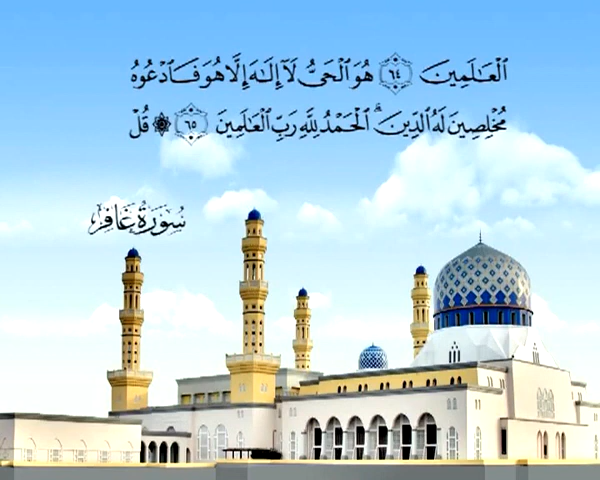 ٱلْعَٰلَمِينَ ٦٤ هُوَ ٱلْحَىُّ لَآ إِلَٰهَ إِلَّا هُوَ فَٱدْعُوهُ
مُخْلِصِينَ لَهُ ٱلدِّينَ ۗ ٱلْحَمْدُ لِلَّهِ رَبِّ ٱلْعَٰلَمِينَ ٦٥ ۞ قُلْ
سُورَةُ غَافِرٍ